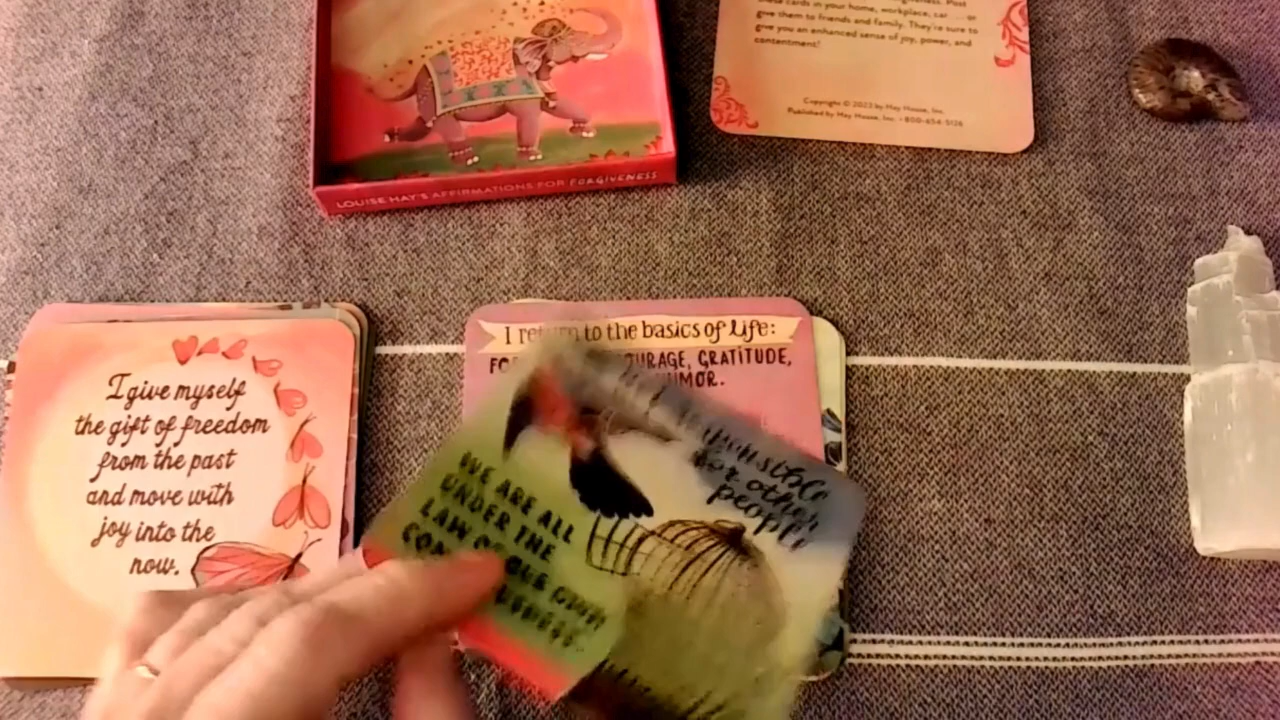 these cards in your home, workplace, car ... or
give them to friends and family. They're sure to
give you an enhanced sense of joy, power, and
contentment!
Copyright © 2023 by Hay House, Inc.
Published by Hay House, Inc. • 800-654-5126
LOUISE HAY'S AFFIRMATIONS FOR FORGIVENESS
I give myself
the gift of freedom
from the past
and move with
joy into the
now.
I return to the basics of life:
COURAGE, GRATITUDE,
HUMOR.
responsible
for other
people
WE ARE ALL
UNDER THE
LAW OF OUR OWN